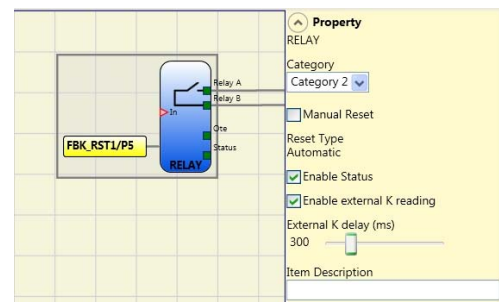 Relay A
Relay B
In
Ote
FBK_RST1/P5
Status
RELAY
Property
RELAY
Category
Category 2
Manual Reset
Reset Type
Automatic
Enable Status
Enable external K reading
External K delay (ms)
300
Item Description